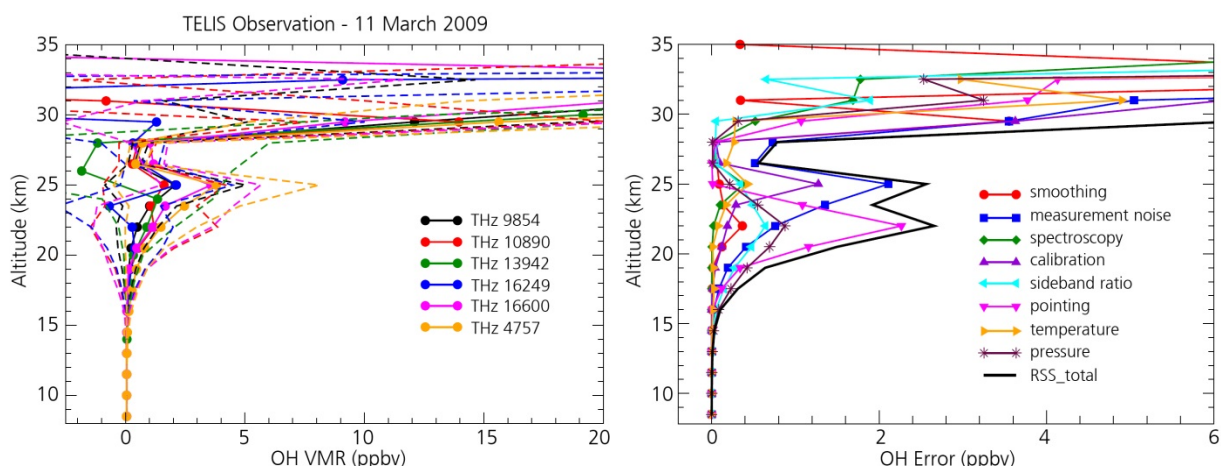 TELIS Observation - 11 March 2009
Altitude (km)
35
30
25
20
15
10
0
5
10
15
20
OH VMR (ppbv)
THz 9854
THz 10890
THz 13942
THz 16249
THz 16600
THz 4757
Altitude (km)
35
30
25
20
15
10
0
2
4
6
OH Error (ppbv)
smoothing
measurement noise
spectroscopy
calibration
sideband ratio
pointing
temperature
pressure
RSS_total